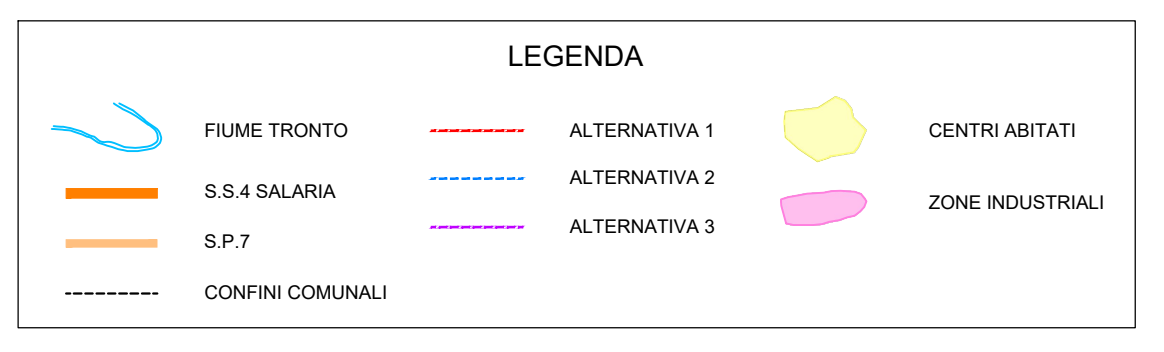 LEGENDA
FIUME TRONTO
S.S.4 SALARIA
S.P.7
CONFINI COMUNALI
ALTERNATIVA 1
ALTERNATIVA 2
ALTERNATIVA 3
CENTRI ABITATI
ZONE INDUSTRIALI